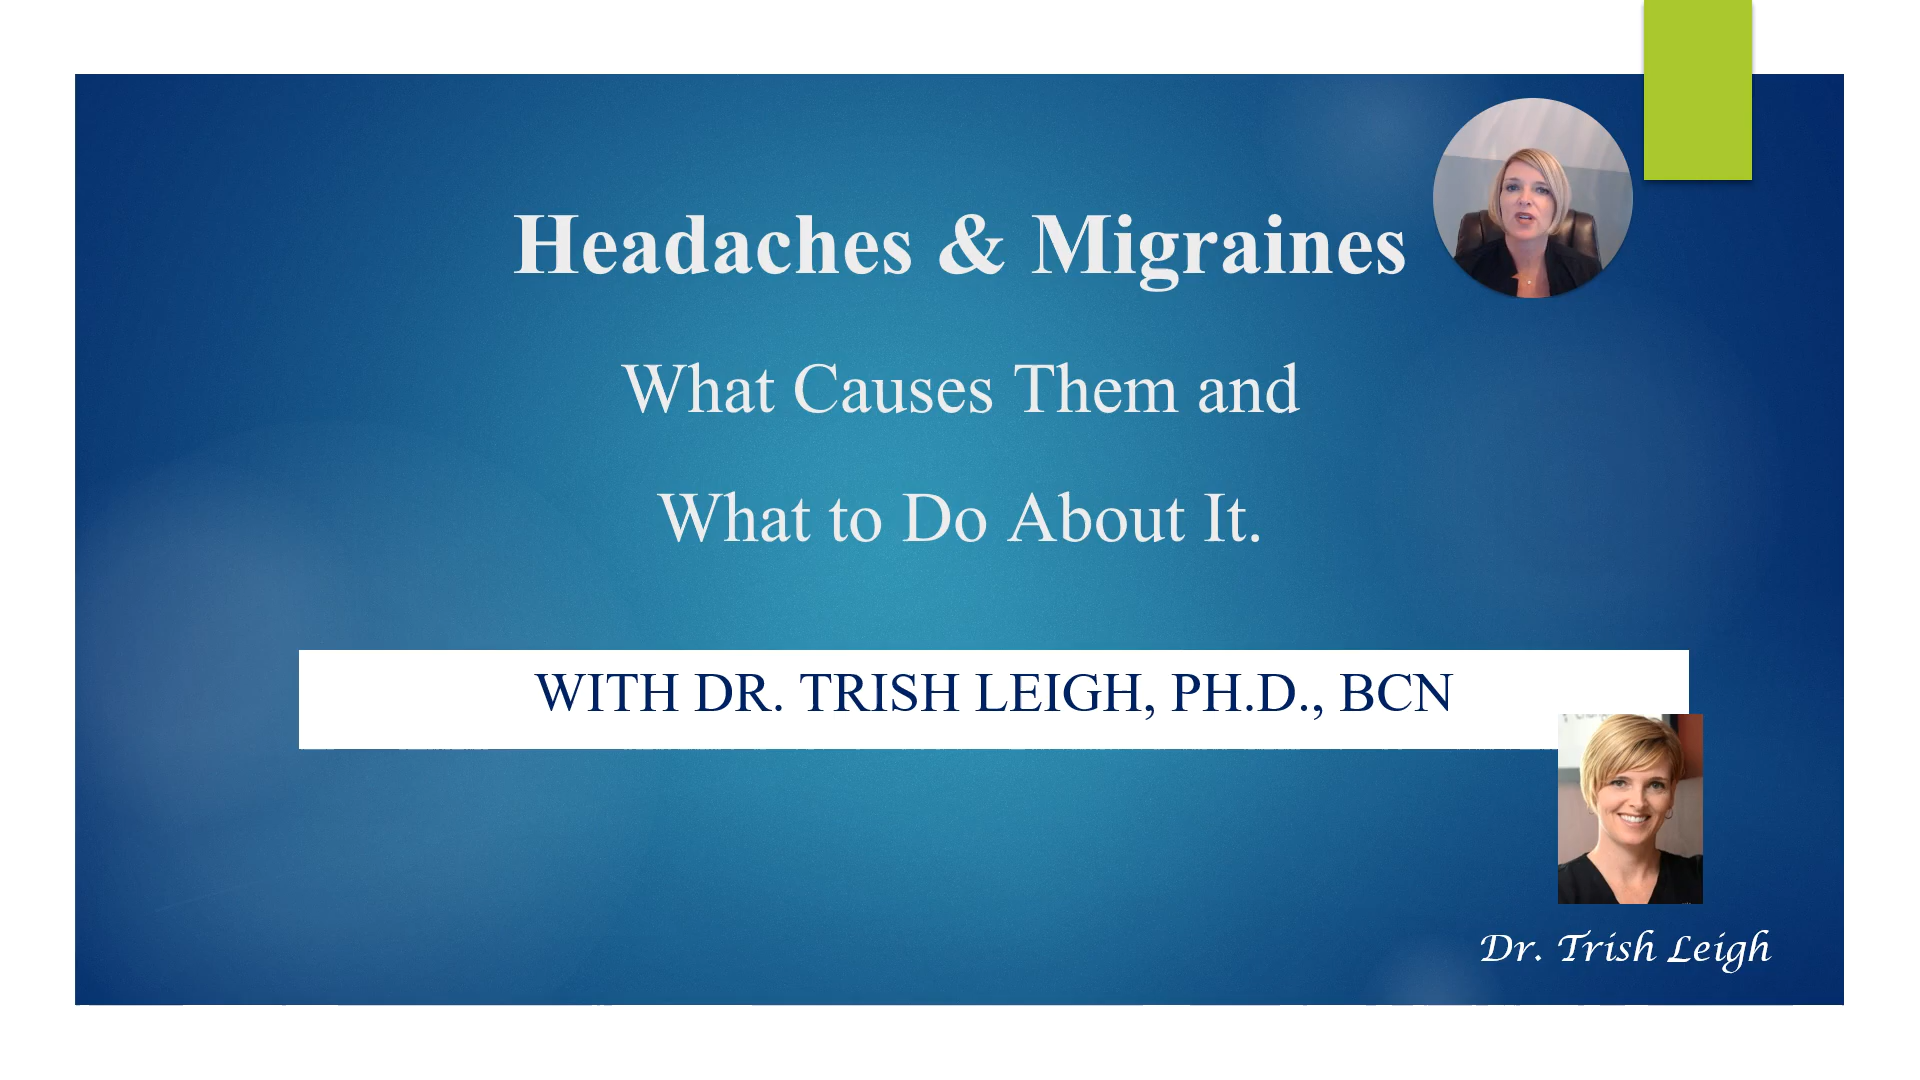 Headaches & Migraines
What Causes Them and
What to Do About It.
WITH DR. TRISH LEIGH, PH.D., BCN
Dr. Trish Leigh